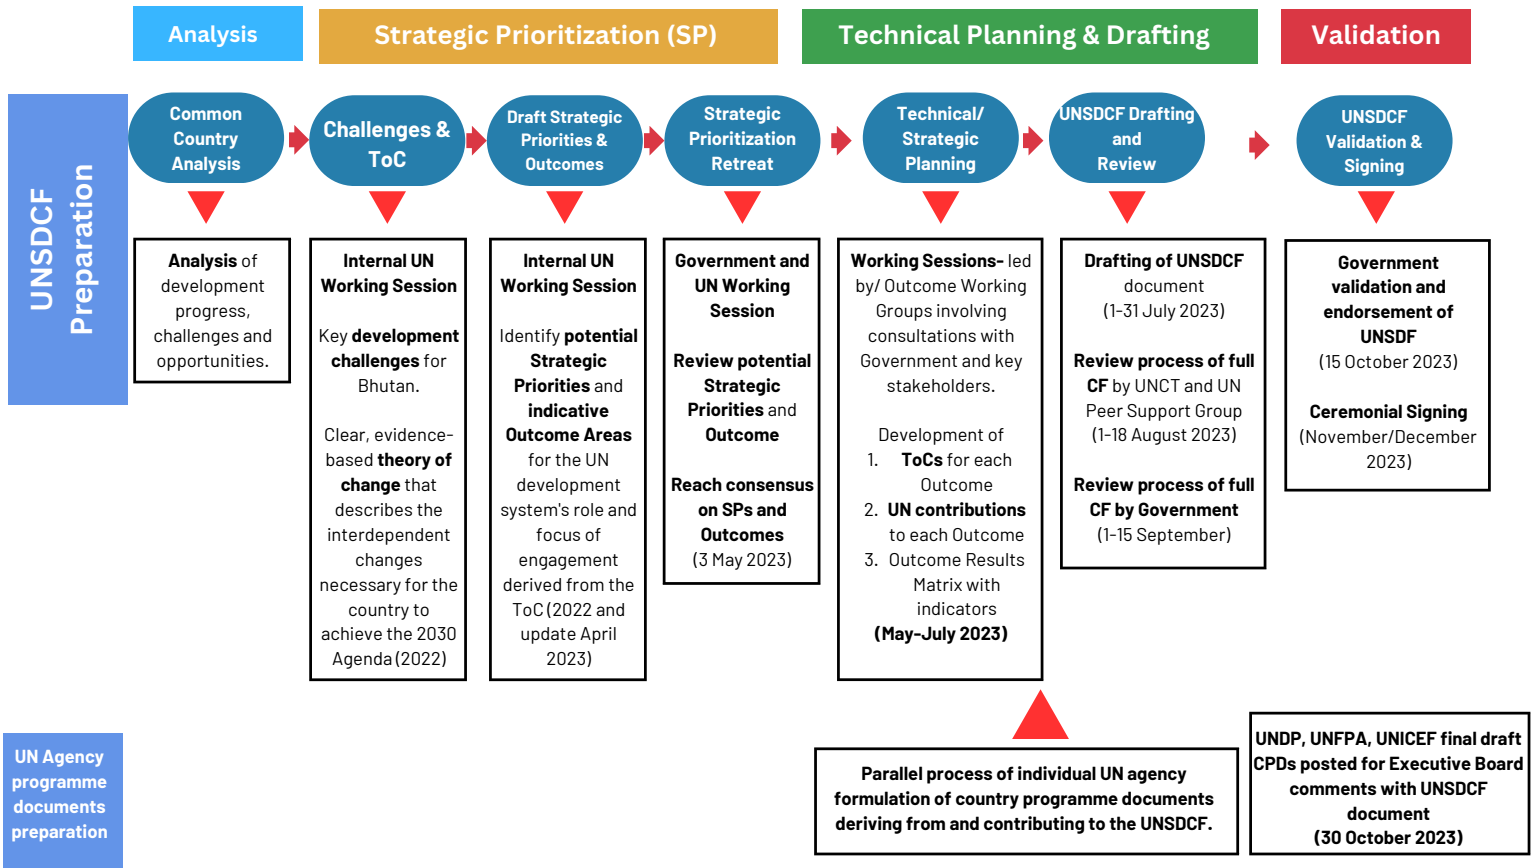 Analysis
Strategic Prioritization (SP)
Technical Planning & Drafting
Validation
UNSDCF
Preparation
Common
Country
Analysis
Challenges &
ToC
Draft Strategic
Priorities &
Outcomes
Strategic
Prioritization
Retreat
Technical/
Strategic
Planning
UNSDCF Drafting
and
Review
UNSDCF
Validation &
Signing
Analysis of
development
progress,
challenges and
opportunities.
Internal UN
Working Session
Key development
challenges for
Bhutan.
Clear, evidence-
based theory of
change that
describes the
interdependent
changes
necessary for the
country to
achieve the 2030
Agenda (2022)
Internal UN
Working Session
Identify potential
Strategic
Priorities and
indicative
Outcome Areas
for the UN
development
system's role and
focus of
engagement
derived from the
ToC (2022 and
update April
2023)
Government and
UN Working
Session
Review potential
Strategic
Priorities and
Outcome
Reach consensus
on SPs and
Outcomes
(3 May 2023)
Working Sessions- led
by/ Outcome Working
Groups involving
consultations with
Government and key
stakeholders.
Development of
1. ToCs for each
Outcome
2. UN contributions
to each Outcome
3. Outcome Results
Matrix with
indicators
(May-July 2023)
Drafting of UNSDCF
document
(1-31 July 2023)
Review process of full
CF by UNCT and UN
Peer Support Group
(1-18 August 2023)
Review process of full
CF by Government
(1-15 September)
Government
validation and
endorsement of
UNSDF
(15 October 2023)
Ceremonial Signing
(November/December
2023)
UN Agency
programme
documents
preparation
Parallel process of individual UN agency
formulation of country programme documents
deriving from and contributing to the UNSDCF.
UNDP, UNFPA, UNICEF final draft
CPDs posted for Executive Board
comments with UNSDCF
document
(30 October 2023)